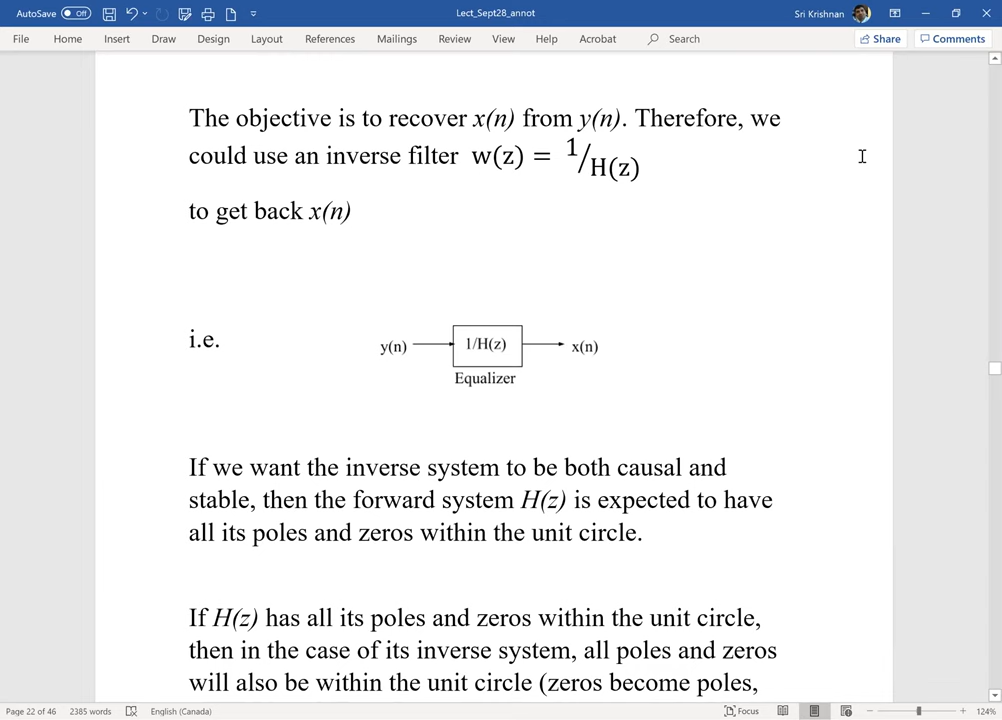 AutoSave Off Lect_Sept28_annot Sri Krishnan
File Home Insert Draw Design Layout References Mailings Review View Help Acrobat Search Share Comments
The objective is to recover x(n) from y(n). Therefore, we
could use an inverse filter w(z) = 1/H(z)
to get back x(n)
i.e. y(n) 1/H(z) x(n)
Equalizer
If we want the inverse system to be both causal and
stable, then the forward system H(z) is expected to have
all its poles and zeros within the unit circle.
If H(z) has all its poles and zeros within the unit circle,
then in the case of its inverse system, all poles and zeros
will also be within the unit circle (zeros become poles,
Page 22 of 46 2385 words English (Canada) Focus 124%